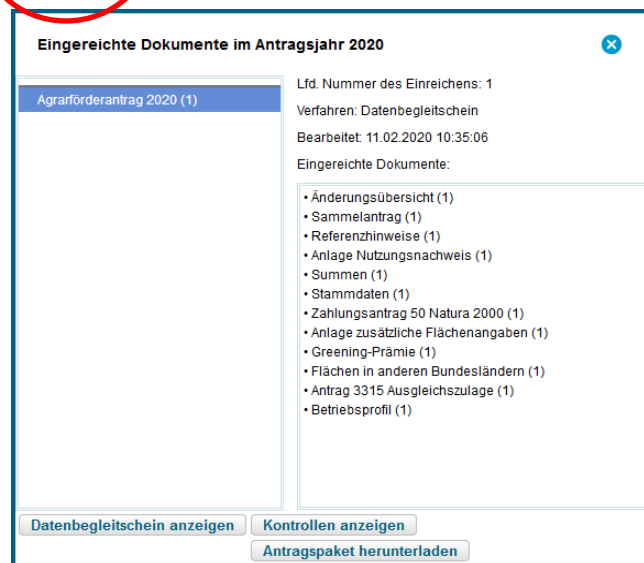 Eingereichte Dokumente im Antragsjahr 2020
Agrarförderantrag 2020 (1)
Lfd. Nummer des Einreichens: 1
Verfahren: Datenbegleitschein
Bearbeitet: 11.02.2020 10:35:06
Eingereichte Dokumente:
• Änderungsübersicht (1)
• Sammelantrag (1)
• Referenzhinweise (1)
• Anlage Nutzungsnachweis (1)
• Summen (1)
• Stammdaten (1)
• Zahlungsantrag 50 Natura 2000 (1)
• Anlage zusätzliche Flächenangaben (1)
• Greening-Prämie (1)
• Flächen in anderen Bundesländern (1)
• Antrag 3315 Ausgleichszulage (1)
• Betriebsprofil (1)
Datenbegleitschein anzeigen
Kontrollen anzeigen
Antragspaket herunterladen